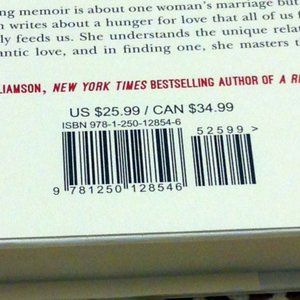 ng memoir is about one woman's marriage but
n writes about a hunger for love that all of us f
ly feeds us. She understands the unique relat
antic love, and in finding one, she masters t
LIAMSON, NEW YORK TIMES BESTSELLING AUTHOR OF A R
US $25.99 / CAN $34.99
ISBN 978-1-250-12854-6
52599>
9 781250 128546